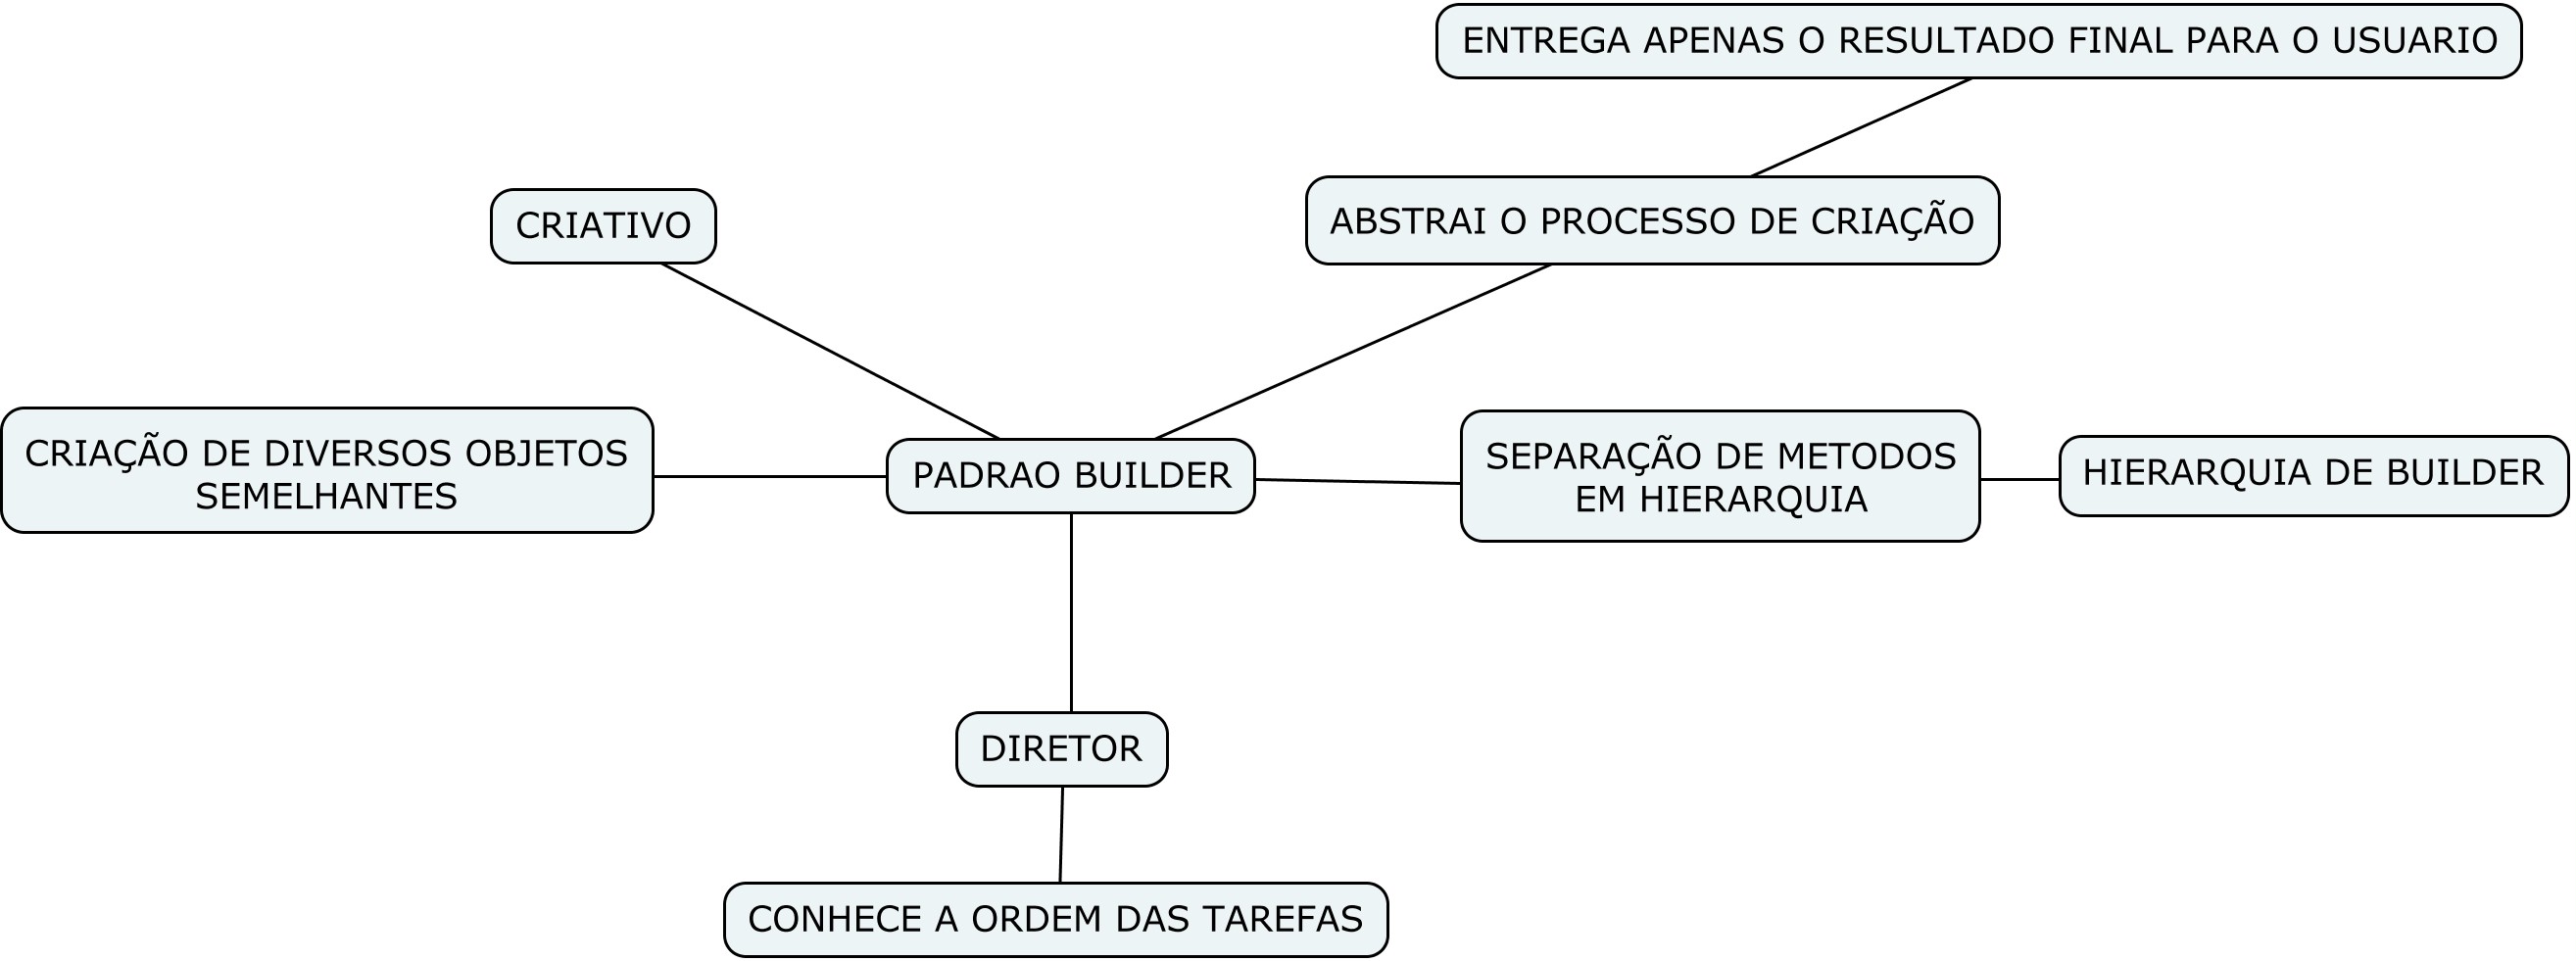 ENTREGA APENAS O RESULTADO FINAL PARA O USUARIO
CRIATIVO
ABSTRAI O PROCESSO DE CRIAÇÃO
CRIAÇÃO DE DIVERSOS OBJETOS
SEMELHANTES
PADRAO BUILDER
SEPARAÇÃO DE METODOS
EM HIERARQUIA
HIERARQUIA DE BUILDER
DIRETOR
CONHECE A ORDEM DAS TAREFAS